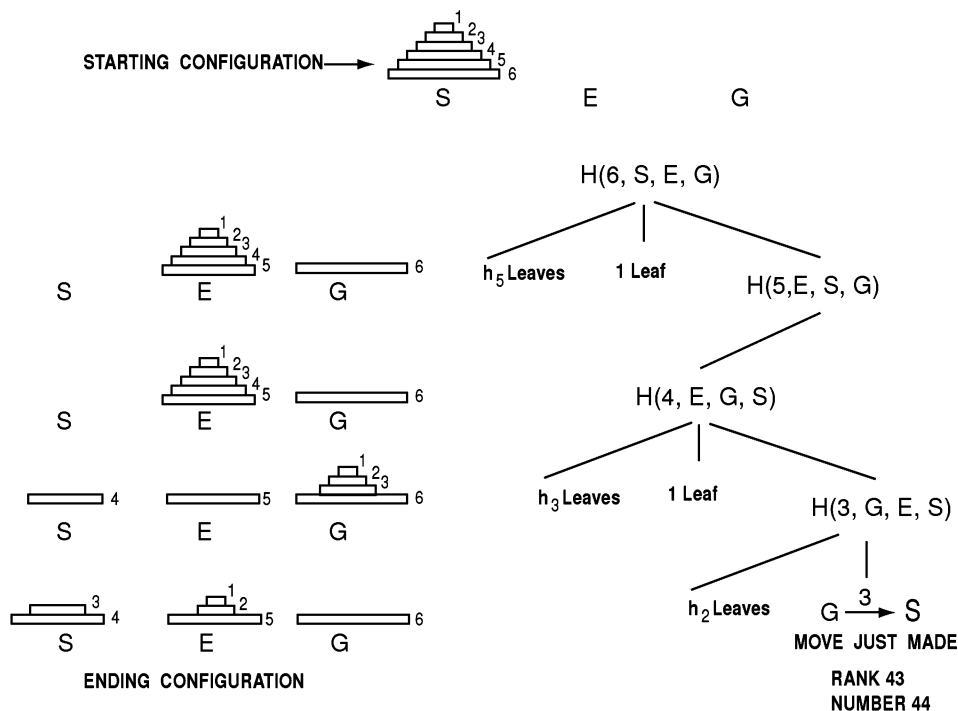 1
2
3
STARTING CONFIGURATION
4
5
6
S E G
H(6, S, E, G)
1
2
3
4
5 6
h5 Leaves 1 Leaf
S E G
H(5,E, S, G)
1
2
3
4
5 6
H(4, E, G, S)
S E G
1
2
3
4 5 6
h3 Leaves 1 Leaf
H(3, G, E, S)
S E G
1
3 2
4 5 6
3
h2 Leaves G S
S E G
MOVE JUST MADE
ENDING CONFIGURATION
RANK 43
NUMBER 44